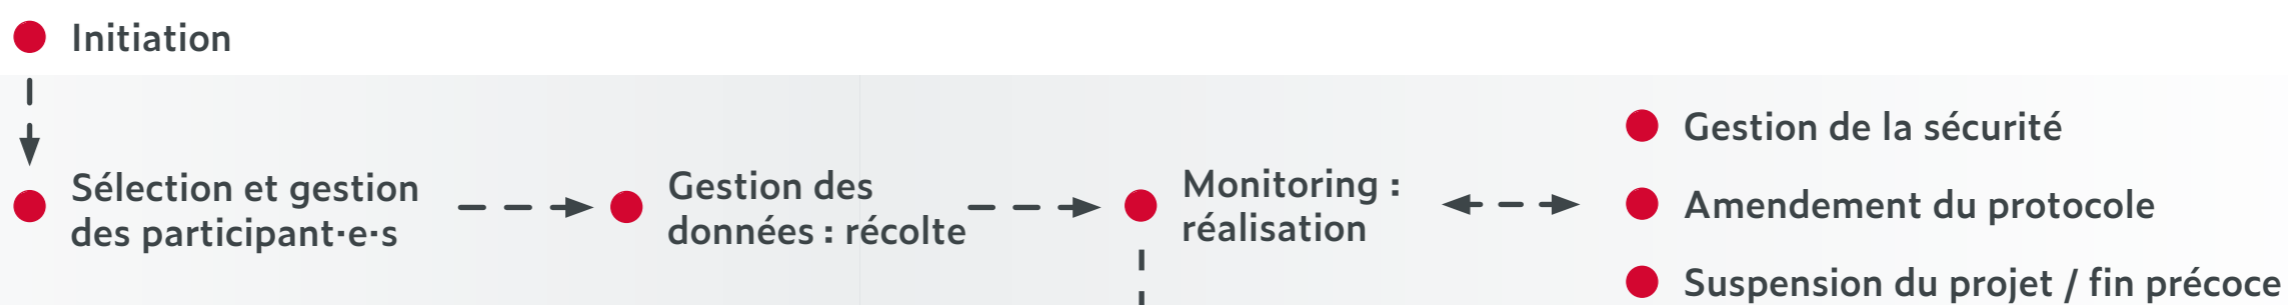 Initiation
Sélection et gestion
des participant·e·s
Gestion des
données : récolte
Monitoring :
réalisation
Gestion de la sécurité
Amendement du protocole
Suspension du projet / fin précoce